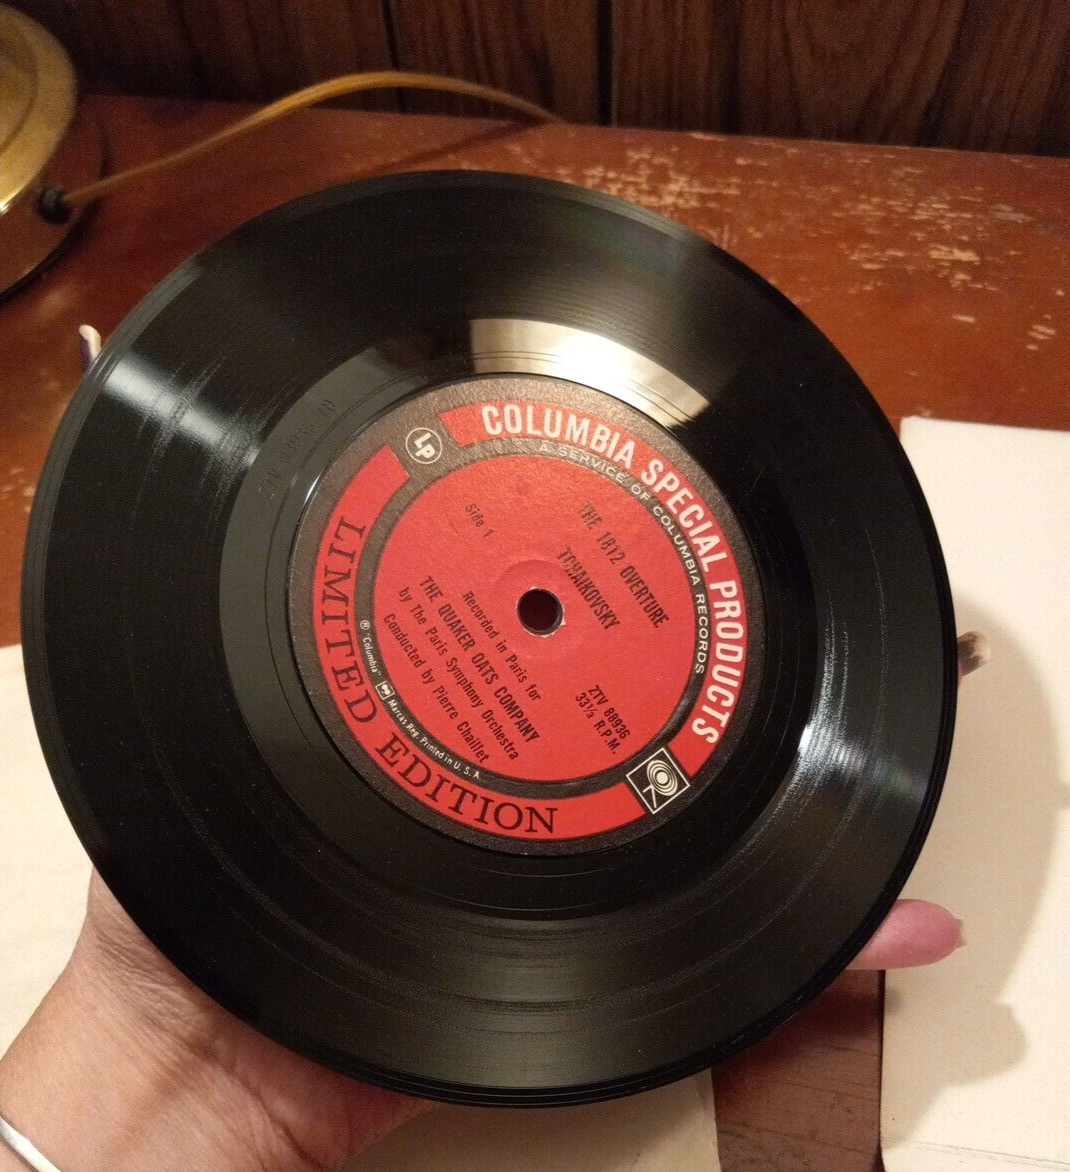 COLUMBIA SPECIAL PRODUCTS
A SERVICE OF COLUMBIA RECORDS
LP
THE 1812 OVERTURE
TCHAIKOVSKY
Side 1
ZTV 88936
33⅓ R.P.M.
Recorded in Paris for
THE QUAKER OATS COMPANY
by The Paris Symphony Orchestra
Conducted by Pierre Chaillet
® "Columbia" Marcas Reg. Printed in U. S. A.
LIMITED EDITION